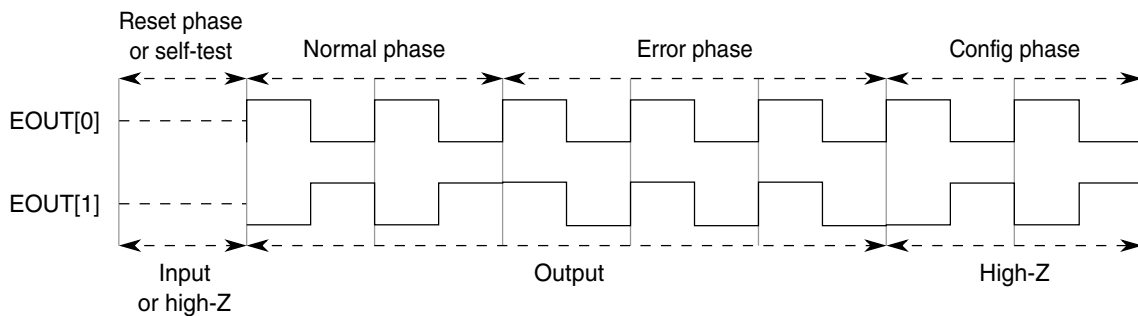 Reset phase
or self-test
Normal phase
Error phase
Config phase
EOUT[0]
EOUT[1]
Input
or high-Z
Output
High-Z